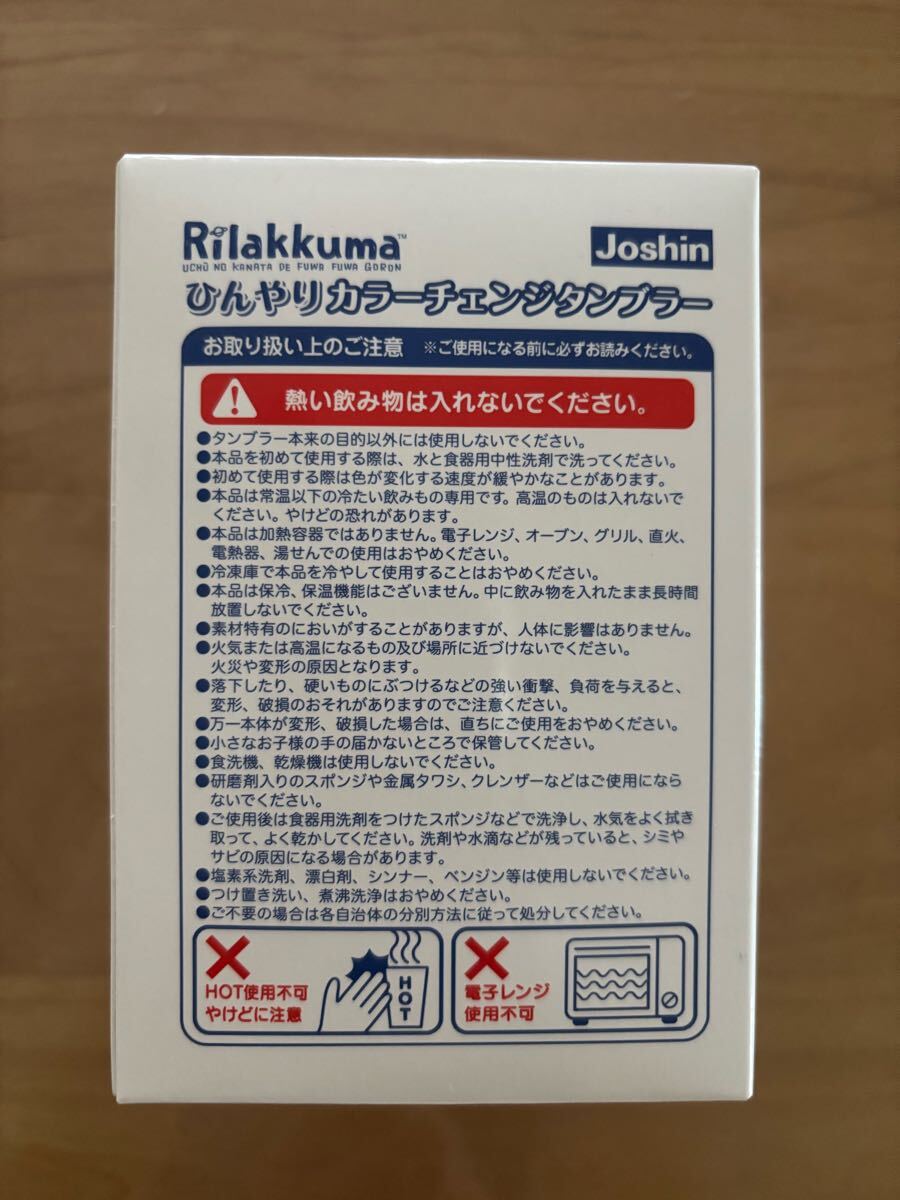 Rilakkuma™
UCHŪ NO KANATA DE FUWA FUWA GORON
Joshin
ひんやりカラーチェンジタンブラー
お取り扱い上のご注意 ※ご使用になる前に必ずお読みください。
熱い飲み物は入れないでください。
●タンブラー本来の目的以外には使用しないでください。
●本品を初めて使用する際は、水と食器用中性洗剤で洗ってください。
●初めて使用する際は色が変化する速度が緩やかなことがあります。
●本品は常温以下の冷たい飲みもの専用です。高温のものは入れないで
ください。やけどの恐れがあります。
●本品は加熱容器ではありません。電子レンジ、オーブン、グリル、直火、
電熱器、湯せんでの使用はおやめください。
●冷凍庫で本品を冷やして使用することはおやめください。
●本品は保冷、保温機能はございません。中に飲み物を入れたまま長時間
放置しないでください。
●素材特有のにおいがすることがありますが、人体に影響はありません。
●火気または高温になるもの及び場所に近づけないでください。
火災や変形の原因となります。
●落下したり、硬いものにぶつけるなどの強い衝撃、負荷を与えると、
変形、破損のおそれがありますのでご注意ください。
●万一本体が変形、破損した場合は、直ちにご使用をおやめください。
●小さなお子様の手の届かないところで保管してください。
●食洗機、乾燥機は使用しないでください。
●研磨剤入りのスポンジや金属タワシ、クレンザーなどはご使用になら
ないでください。
●ご使用後は食器用洗剤をつけたスポンジなどで洗浄し、水気をよく拭き
取って、よく乾かしてください。洗剤や水滴などが残っていると、シミや
サビの原因になる場合があります。
●塩素系洗剤、漂白剤、シンナー、ベンジン等は使用しないでください。
●つけ置き洗い、煮沸洗浄はおやめください。
●ご不要の場合は各自治体の分別方法に従って処分してください。
HOT使用不可
やけどに注意
HOT
電子レンジ
使用不可